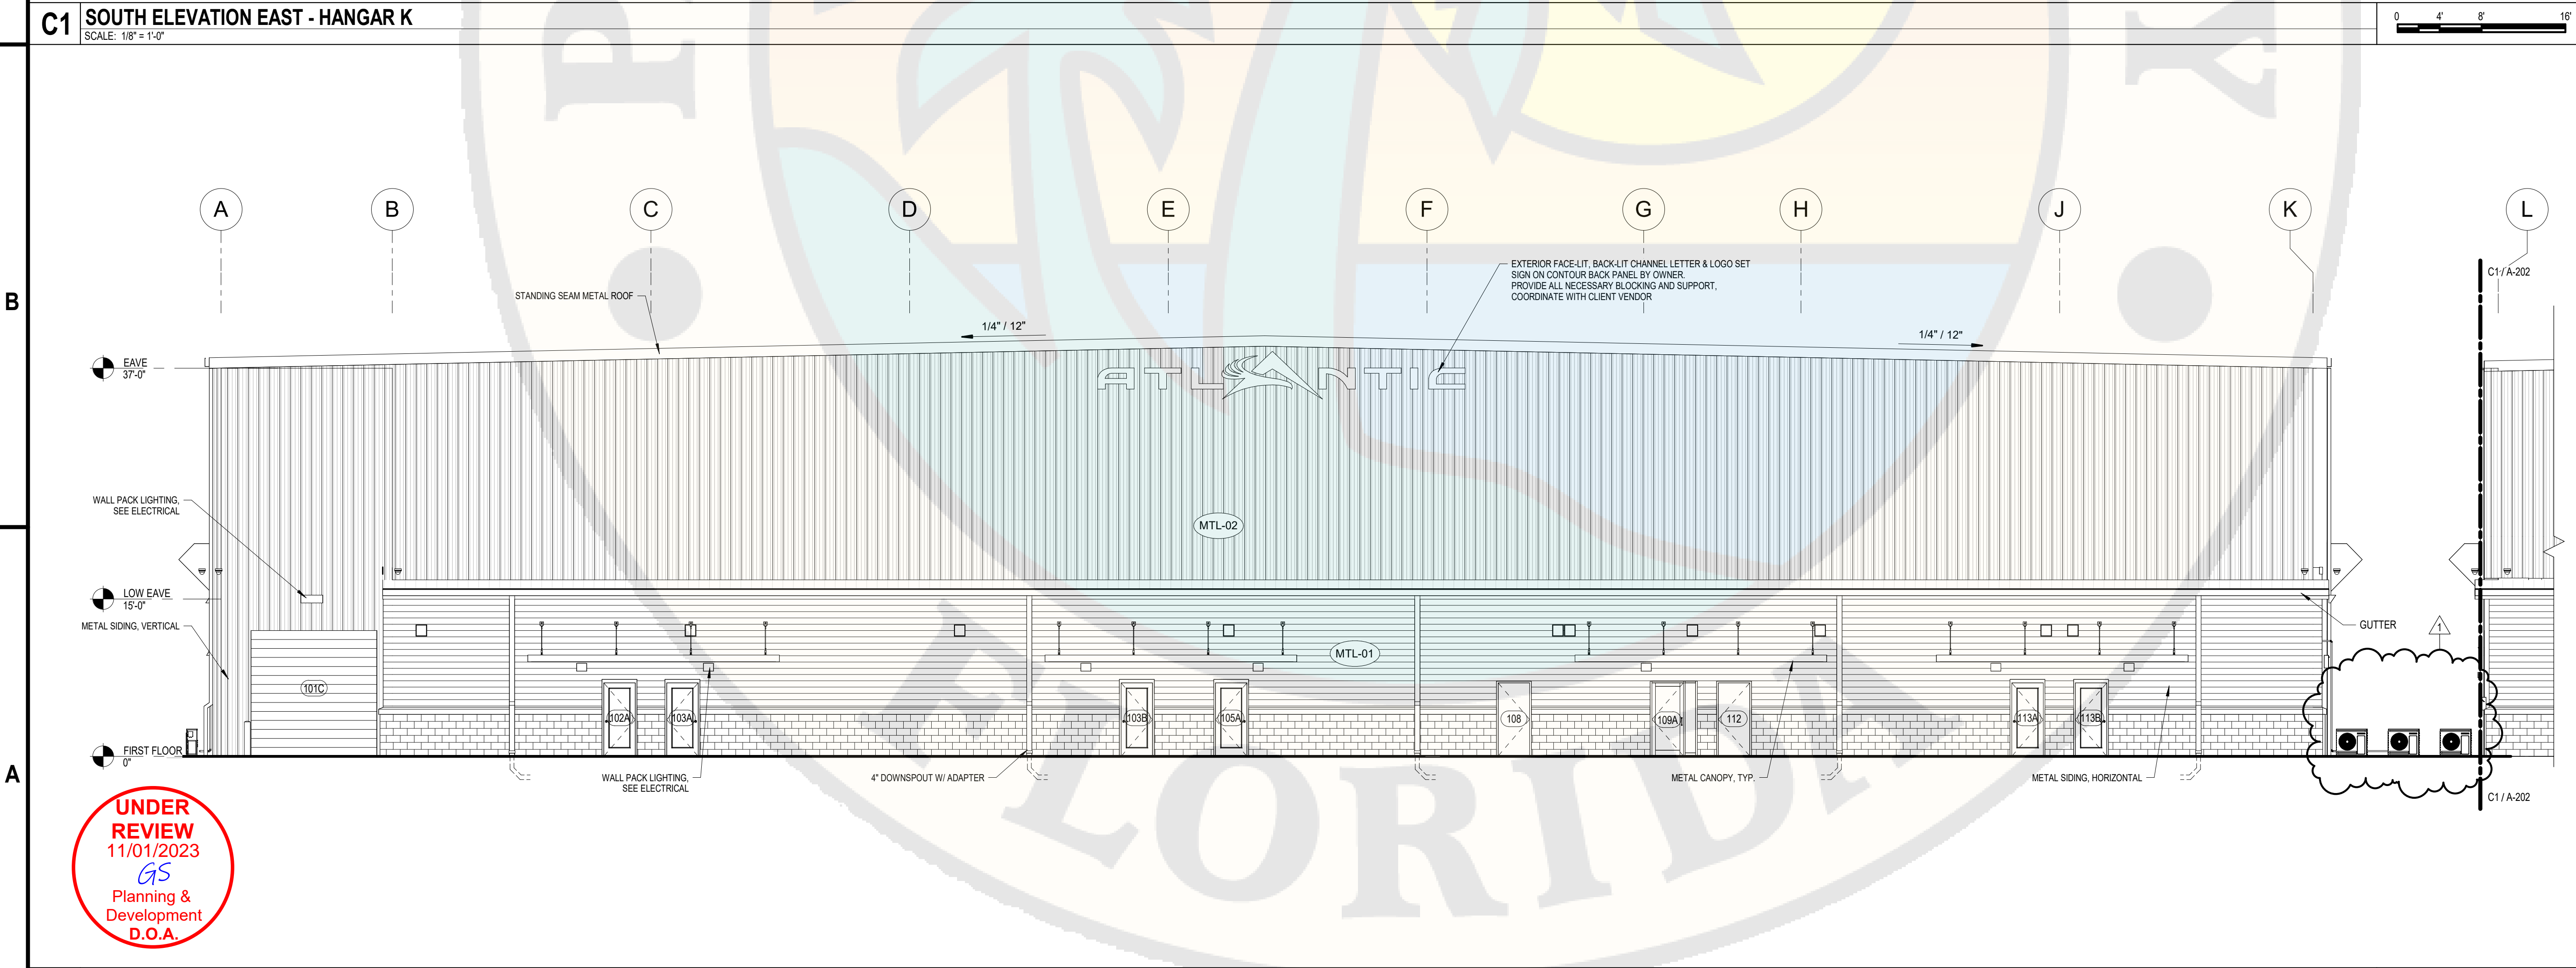 C1
SOUTH ELEVATION EAST - HANGAR K
SCALE: 1/8" = 1'-0"
0 4' 8' 16'
B
A
A B C D E F G H J K L
C1 / A-202
EXTERIOR FACE-LIT, BACK-LIT CHANNEL LETTER & LOGO SET
SIGN ON CONTOUR BACK PANEL BY OWNER.
PROVIDE ALL NECESSARY BLOCKING AND SUPPORT,
COORDINATE WITH CLIENT VENDOR
STANDING SEAM METAL ROOF
1/4" / 12"
1/4" / 12"
EAVE
37'-0"
ATLANTIC
WALL PACK LIGHTING,
SEE ELECTRICAL
MTL-02
LOW EAVE
15'-0"
METAL SIDING, VERTICAL
GUTTER
1
MTL-01
101C
102A 103A 103B 105A 108 109A 112 113A 113B
FIRST FLOOR
0"
WALL PACK LIGHTING,
SEE ELECTRICAL
4" DOWNSPOUT W/ ADAPTER
METAL CANOPY, TYP.
METAL SIDING, HORIZONTAL
C1 / A-202
UNDER
REVIEW
11/01/2023
GS
Planning &
Development
D.O.A.
P
Y
FLORIDA